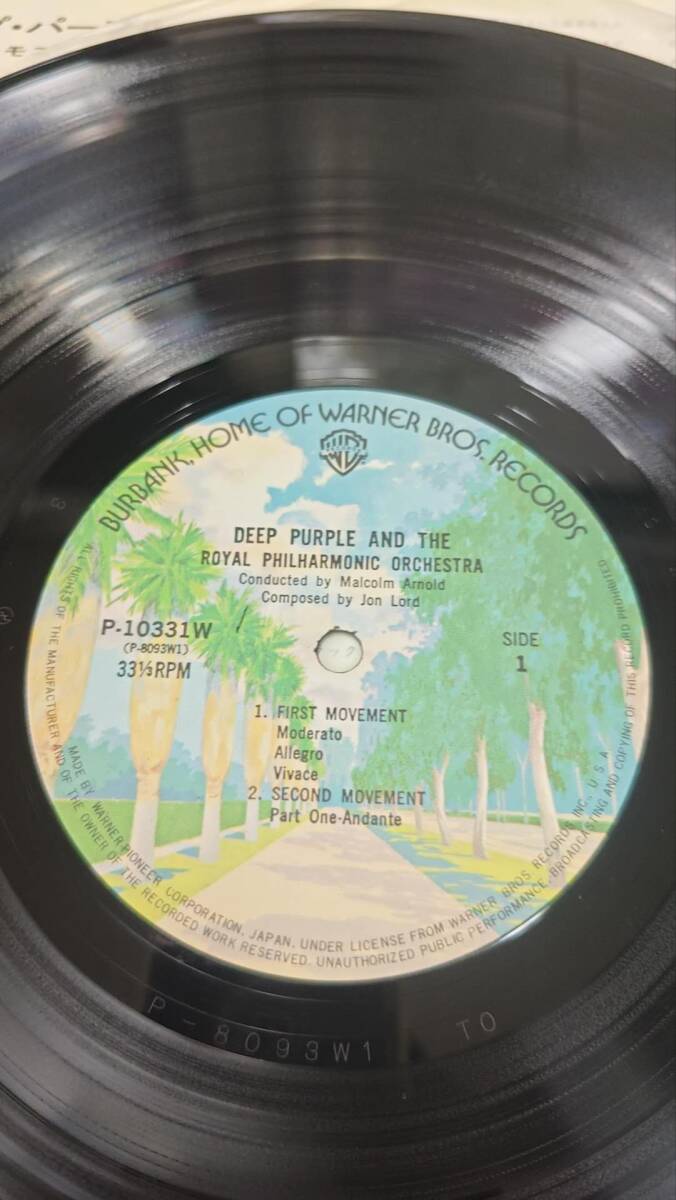 プ・パー
モ
BURBANK, HOME OF WARNER BROS. RECORDS
DEEP PURPLE AND THE
ROYAL PHILHARMONIC ORCHESTRA
Conducted by Malcolm Arnold
Composed by Jon Lord
P-10331W
(P-8093W1)
33⅓RPM
SIDE
1
1. FIRST MOVEMENT
Moderato
Allegro
Vivace
2. SECOND MOVEMENT
Part One-Andante
MADE BY WARNER-PIONEER CORPORATION, JAPAN, UNDER LICENSE FROM WARNER BROS RECORDS INC., U.S.A.
ALL RIGHTS OF THE MANUFACTURER AND OF THE OWNER OF THE RECORDED WORK RESERVED. UNAUTHORIZED PUBLIC PERFORMANCE, BROADCASTING AND COPYING OF THIS RECORD PROHIBITED
P-8093W1 TO